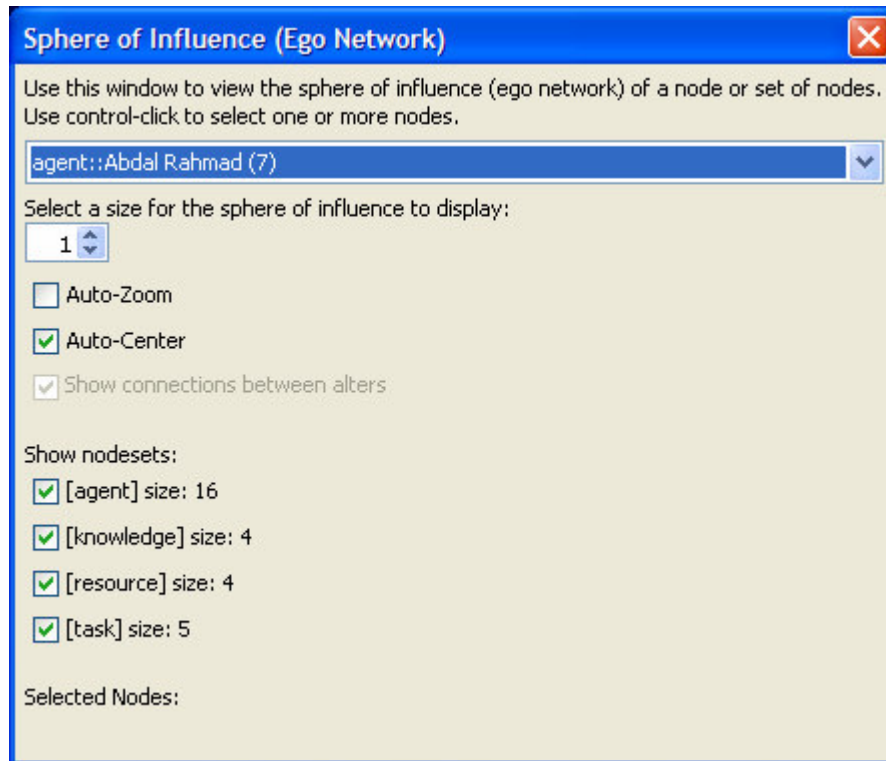 Sphere of Influence (Ego Network)
Use this window to view the sphere of influence (ego network) of a node or set of nodes.
Use control-click to select one or more nodes.
agent::Abdal Rahmad (7)
Select a size for the sphere of influence to display:
1
Auto-Zoom
Auto-Center
Show connections between alters
Show nodesets:
[agent] size: 16
[knowledge] size: 4
[resource] size: 4
[task] size: 5
Selected Nodes: